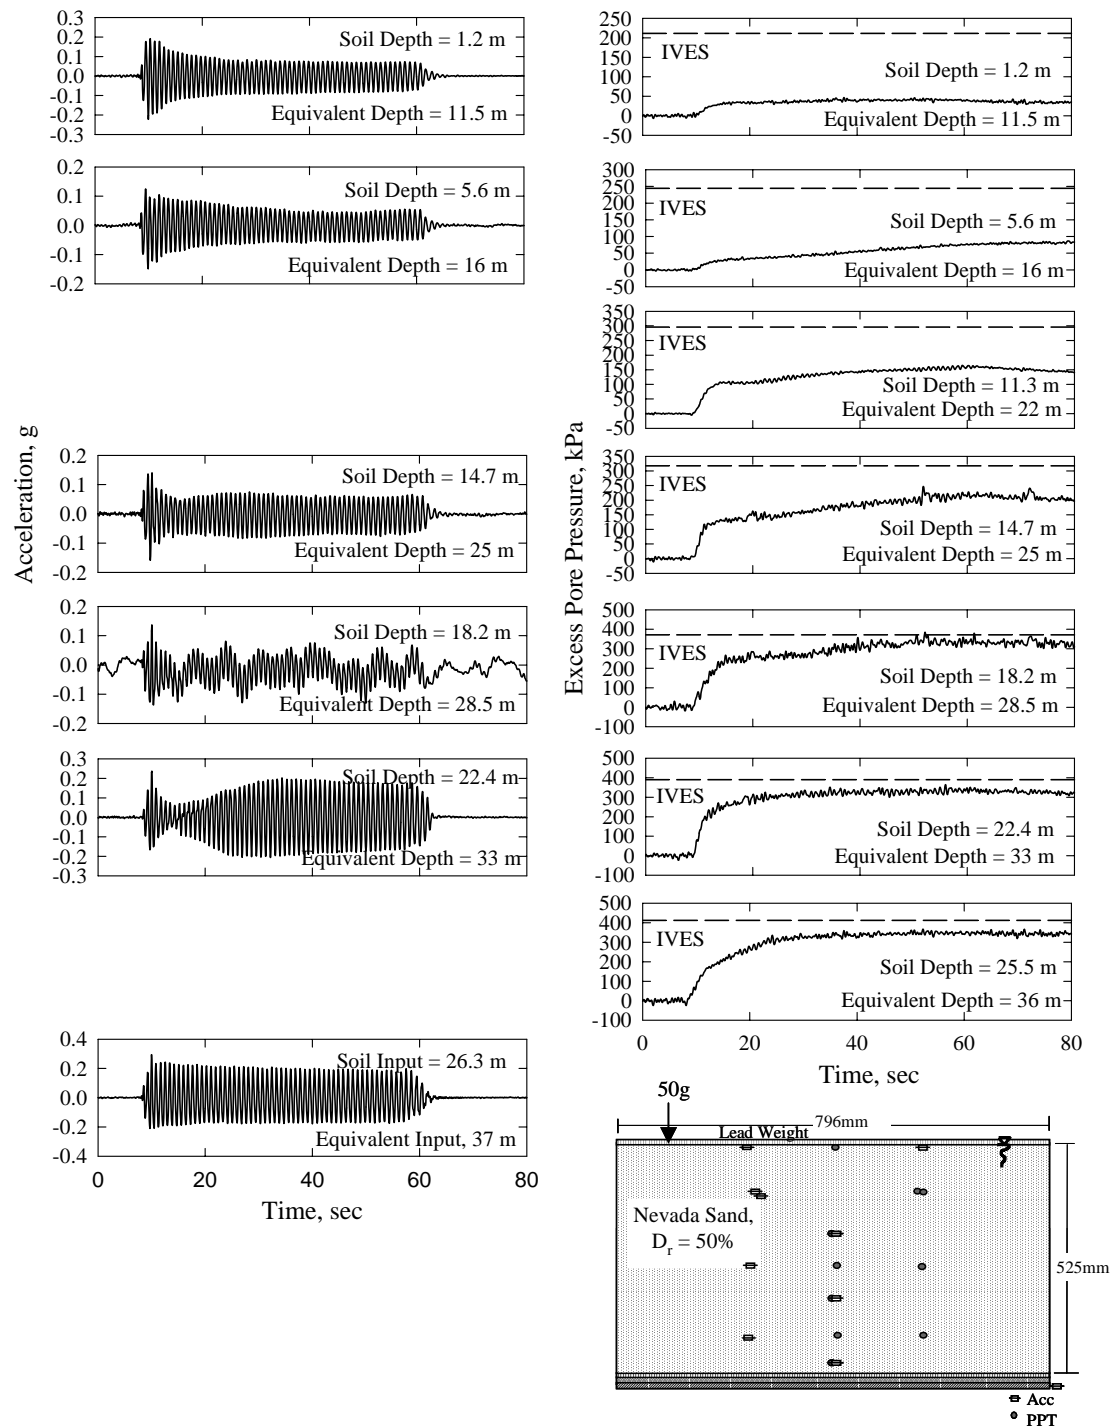 0.3
0.2
0.1
0.0
-0.1
-0.2
-0.3
Soil Depth = 1.2 m
Equivalent Depth = 11.5 m
0.2
0.1
0.0
-0.1
-0.2
Soil Depth = 5.6 m
Equivalent Depth = 16 m
Acceleration, g
0.2
0.1
0.0
-0.1
-0.2
Soil Depth = 14.7 m
Equivalent Depth = 25 m
0.2
0.1
0.0
-0.1
-0.2
Soil Depth = 18.2 m
Equivalent Depth = 28.5 m
0.3
0.2
0.1
0.0
-0.1
-0.2
-0.3
Soil Depth = 22.4 m
Equivalent Depth = 33 m
0.4
0.2
0.0
-0.2
-0.4
Soil Input = 26.3 m
Equivalent Input, 37 m
0 20 40 60 80
Time, sec
250
200
150
100
50
0
-50
IVES
Soil Depth = 1.2 m
Equivalent Depth = 11.5 m
300
250
200
150
100
50
0
-50
IVES
Soil Depth = 5.6 m
Equivalent Depth = 16 m
350
300
250
200
150
100
50
0
-50
IVES
Soil Depth = 11.3 m
Equivalent Depth = 22 m
Excess Pore Pressure, kPa
350
300
250
200
150
100
50
0
-50
IVES
Soil Depth = 14.7 m
Equivalent Depth = 25 m
500
400
300
200
100
0
-100
IVES
Soil Depth = 18.2 m
Equivalent Depth = 28.5 m
500
400
300
200
100
0
-100
IVES
Soil Depth = 22.4 m
Equivalent Depth = 33 m
500
400
300
200
100
0
-100
IVES
Soil Depth = 25.5 m
Equivalent Depth = 36 m
0 20 40 60 80
Time, sec
50g
796mm
Lead Weight
Nevada Sand,
Dr = 50%
525mm
Acc
PPT